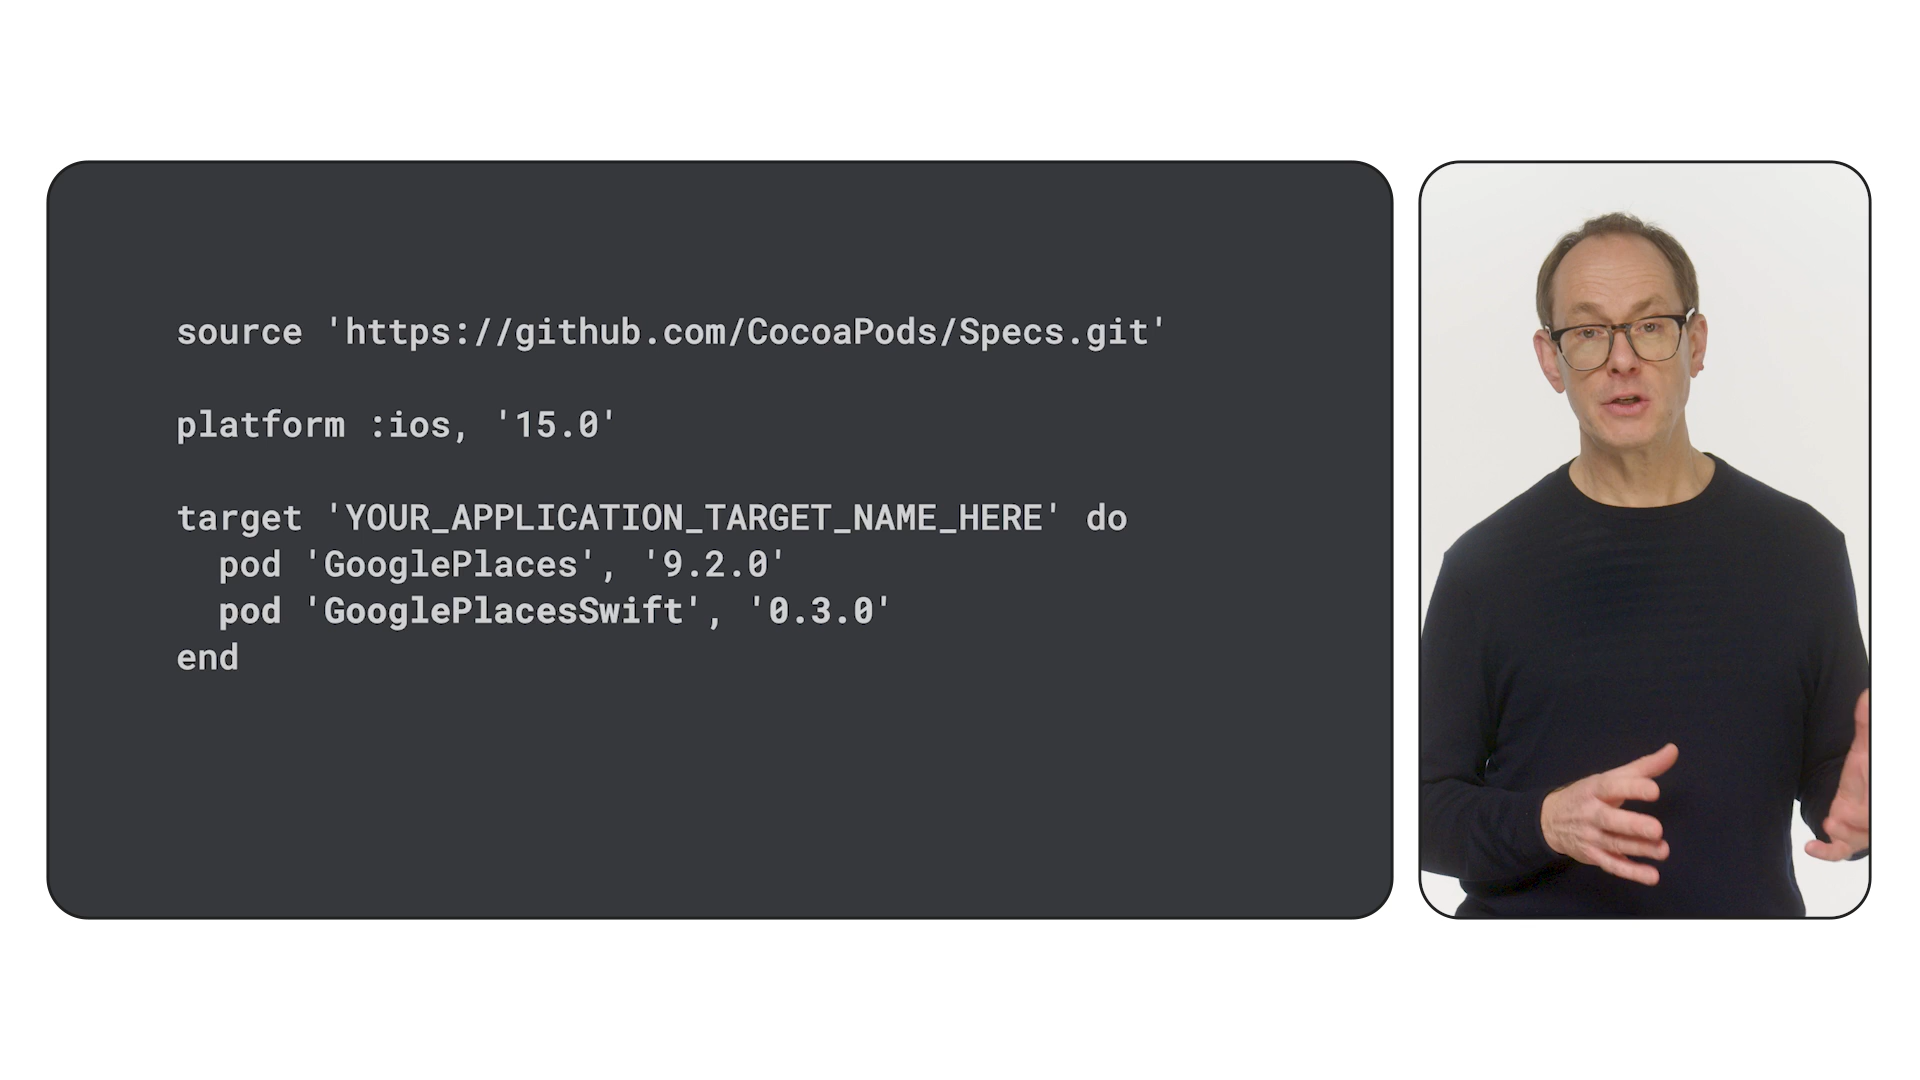 source 'https://github.com/CocoaPods/Specs.git'
platform :ios, '15.0'
target 'YOUR_APPLICATION_TARGET_NAME_HERE' do
  pod 'GooglePlaces', '9.2.0'
  pod 'GooglePlacesSwift', '0.3.0'
end